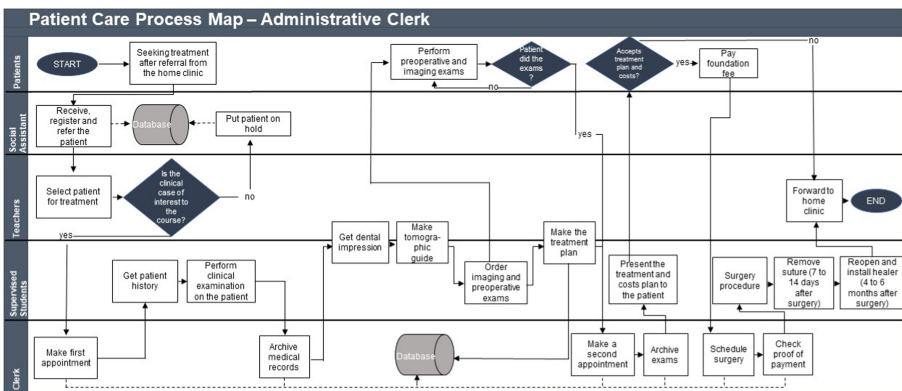 Patient Care Process Map – Administrative Clerk
Patients
START
Seeking treatment
after referral from
the home clinic
Perform
preoperative and
imaging exams
Patient
did the
exams
?
no
Accepts
treatment
plan and
costs?
yes
no
Pay
foundation
fee
Social
Assistant
Receive,
register and
refer the
patient
Database
Put patient on
hold
yes
Teachers
Select patient
for treatment
Is the
clinical
case of
interest to
the
course?
no
yes
Forward to
home
clinic
END
Supervised
Students
Get patient
history
Perform
clinical
examination
on the patient
Get dental
impression
Make
tomogra-
phic
guide
Order
imaging and
preoperative
exams
Make the
treatment
plan
Present the
treatment and
costs plan to
the patient
Surgery
procedure
Remove
suture (7 to
14 days
after
surgery)
Reopen and
install healer
(4 to 6
months after
surgery)
Clerk
Make first
appointment
Archive
medical
records
Database
Make a
second
appointment
Archive
exams
Schedule
surgery
Check
proof of
payment